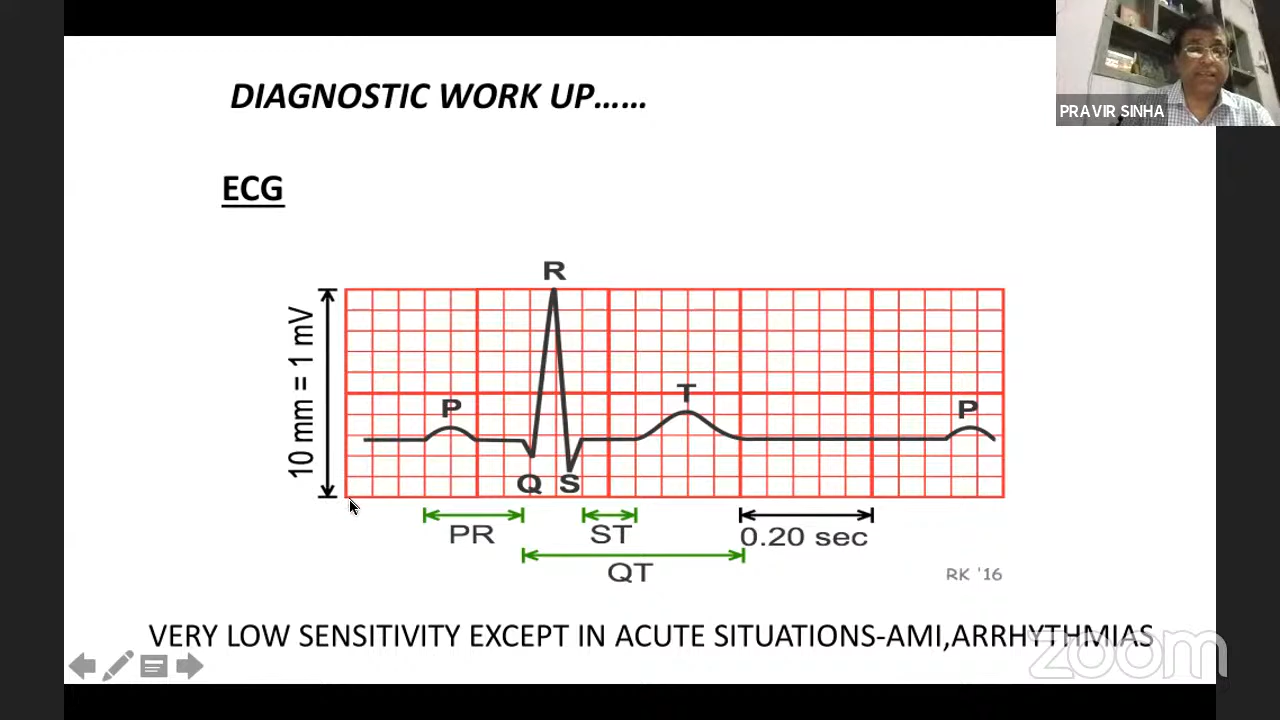 DIAGNOSTIC WORK UP......
PRAVIR SINHA
ECG
R
10 mm = 1 mV
P
T
P
Q S
PR
ST
0.20 sec
QT
RK '16
VERY LOW SENSITIVITY EXCEPT IN ACUTE SITUATIONS-AMI,ARRHYTHMIAS
zoom